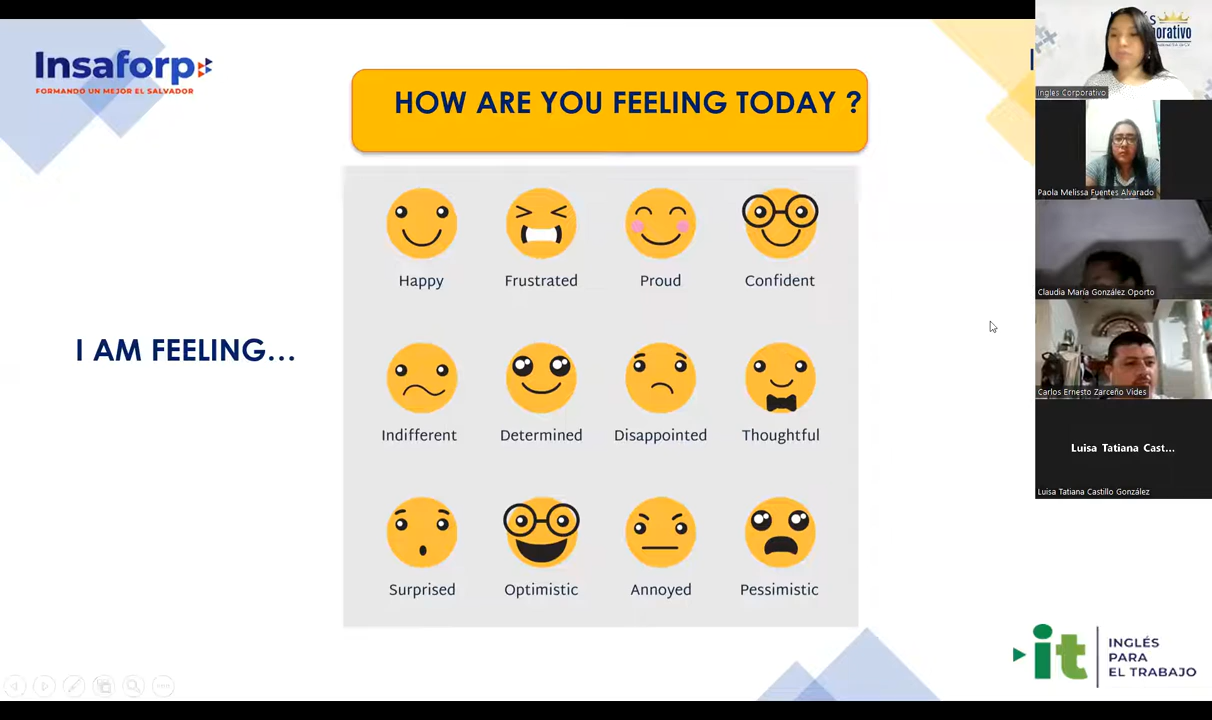 Insaforp
FORMANDO UN MEJOR EL SALVADOR
HOW ARE YOU FEELING TODAY ?
I AM FEELING...
Happy
Frustrated
Proud
Confident
Indifferent
Determined
Disappointed
Thoughtful
Surprised
Optimistic
Annoyed
Pessimistic
Ingles Corporativo
Paola Melissa Fuentes Alvarado
Claudia María González Oporto
Carlos Ernesto Zarceño Vides
Luisa Tatiana Cast...
Luisa Tatiana Castillo González
it
INGLÉS
PARA
EL TRABAJO